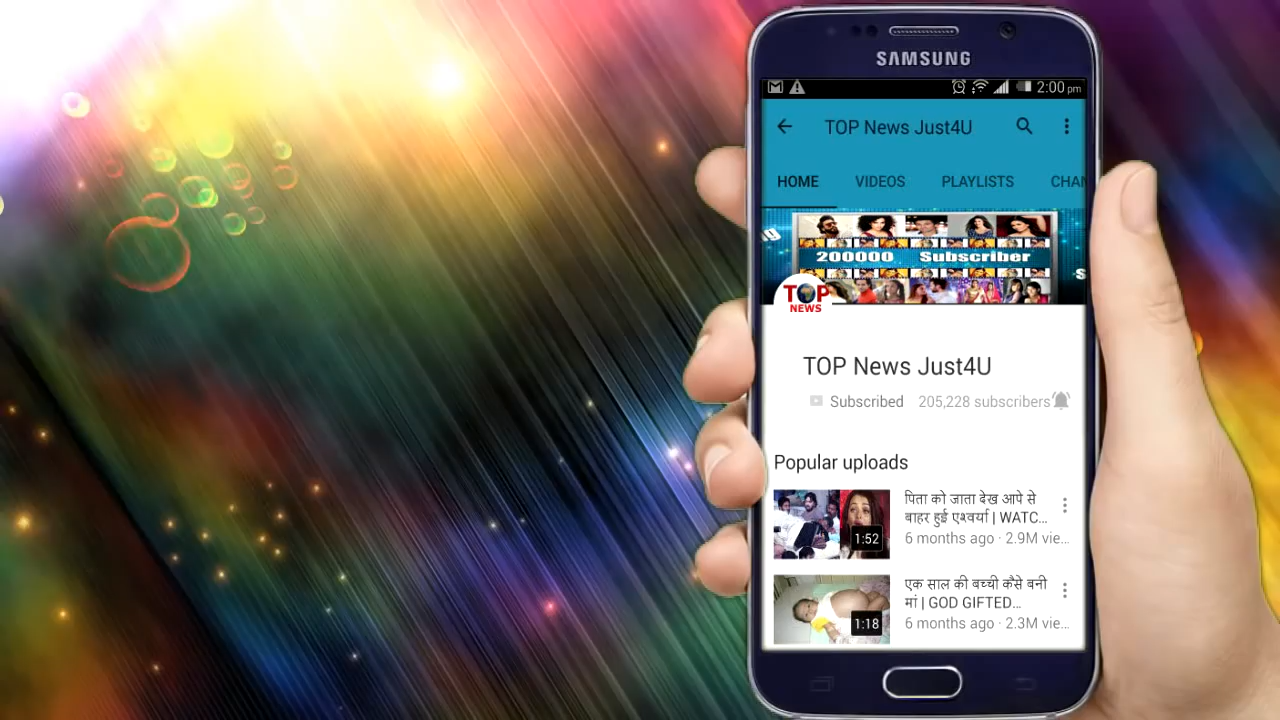 SAMSUNG
2:00 pm
TOP News Just4U
HOME VIDEOS PLAYLISTS CHAN
200000 Subscriber
TOP
NEWS
TOP News Just4U
Subscribed 205,228 subscribers
Popular uploads
पिता को जाता देख आपे से
बाहर हुई एश्वर्या | WATC...
1:52
6 months ago · 2.9M vie...
एक साल की बच्ची कैसे बनी
मां | GOD GIFTED...
1:18
6 months ago · 2.3M vie...